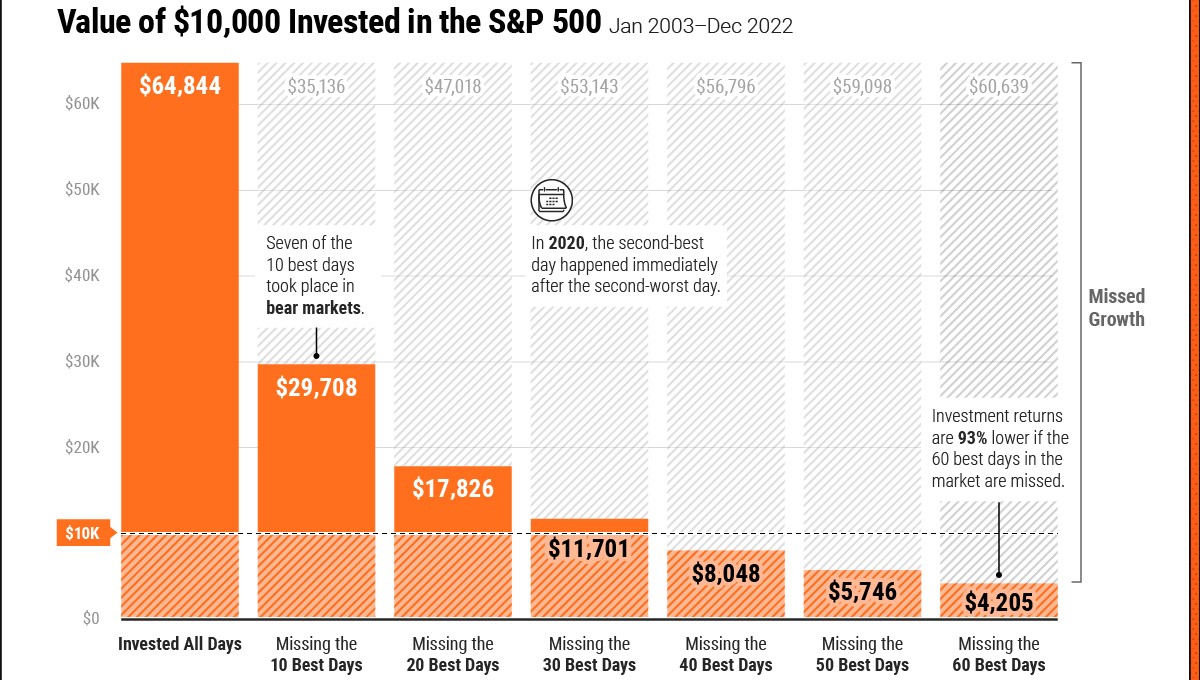 Value of $10,000 Invested in the S&P 500 Jan 2003–Dec 2022
$64,844
$35,136
$47,018
$53,143
$56,796
$59,098
$60,639
$60K
$50K
$40K
$30K
$20K
$10K
$0
Seven of the
10 best days
took place in
bear markets.
In 2020, the second-best
day happened immediately
after the second-worst day.
Missed
Growth
Investment returns
are 93% lower if the
60 best days in the
market are missed.
$29,708
$17,826
$11,701
$8,048
$5,746
$4,205
Invested All Days
Missing the
10 Best Days
Missing the
20 Best Days
Missing the
30 Best Days
Missing the
40 Best Days
Missing the
50 Best Days
Missing the
60 Best Days